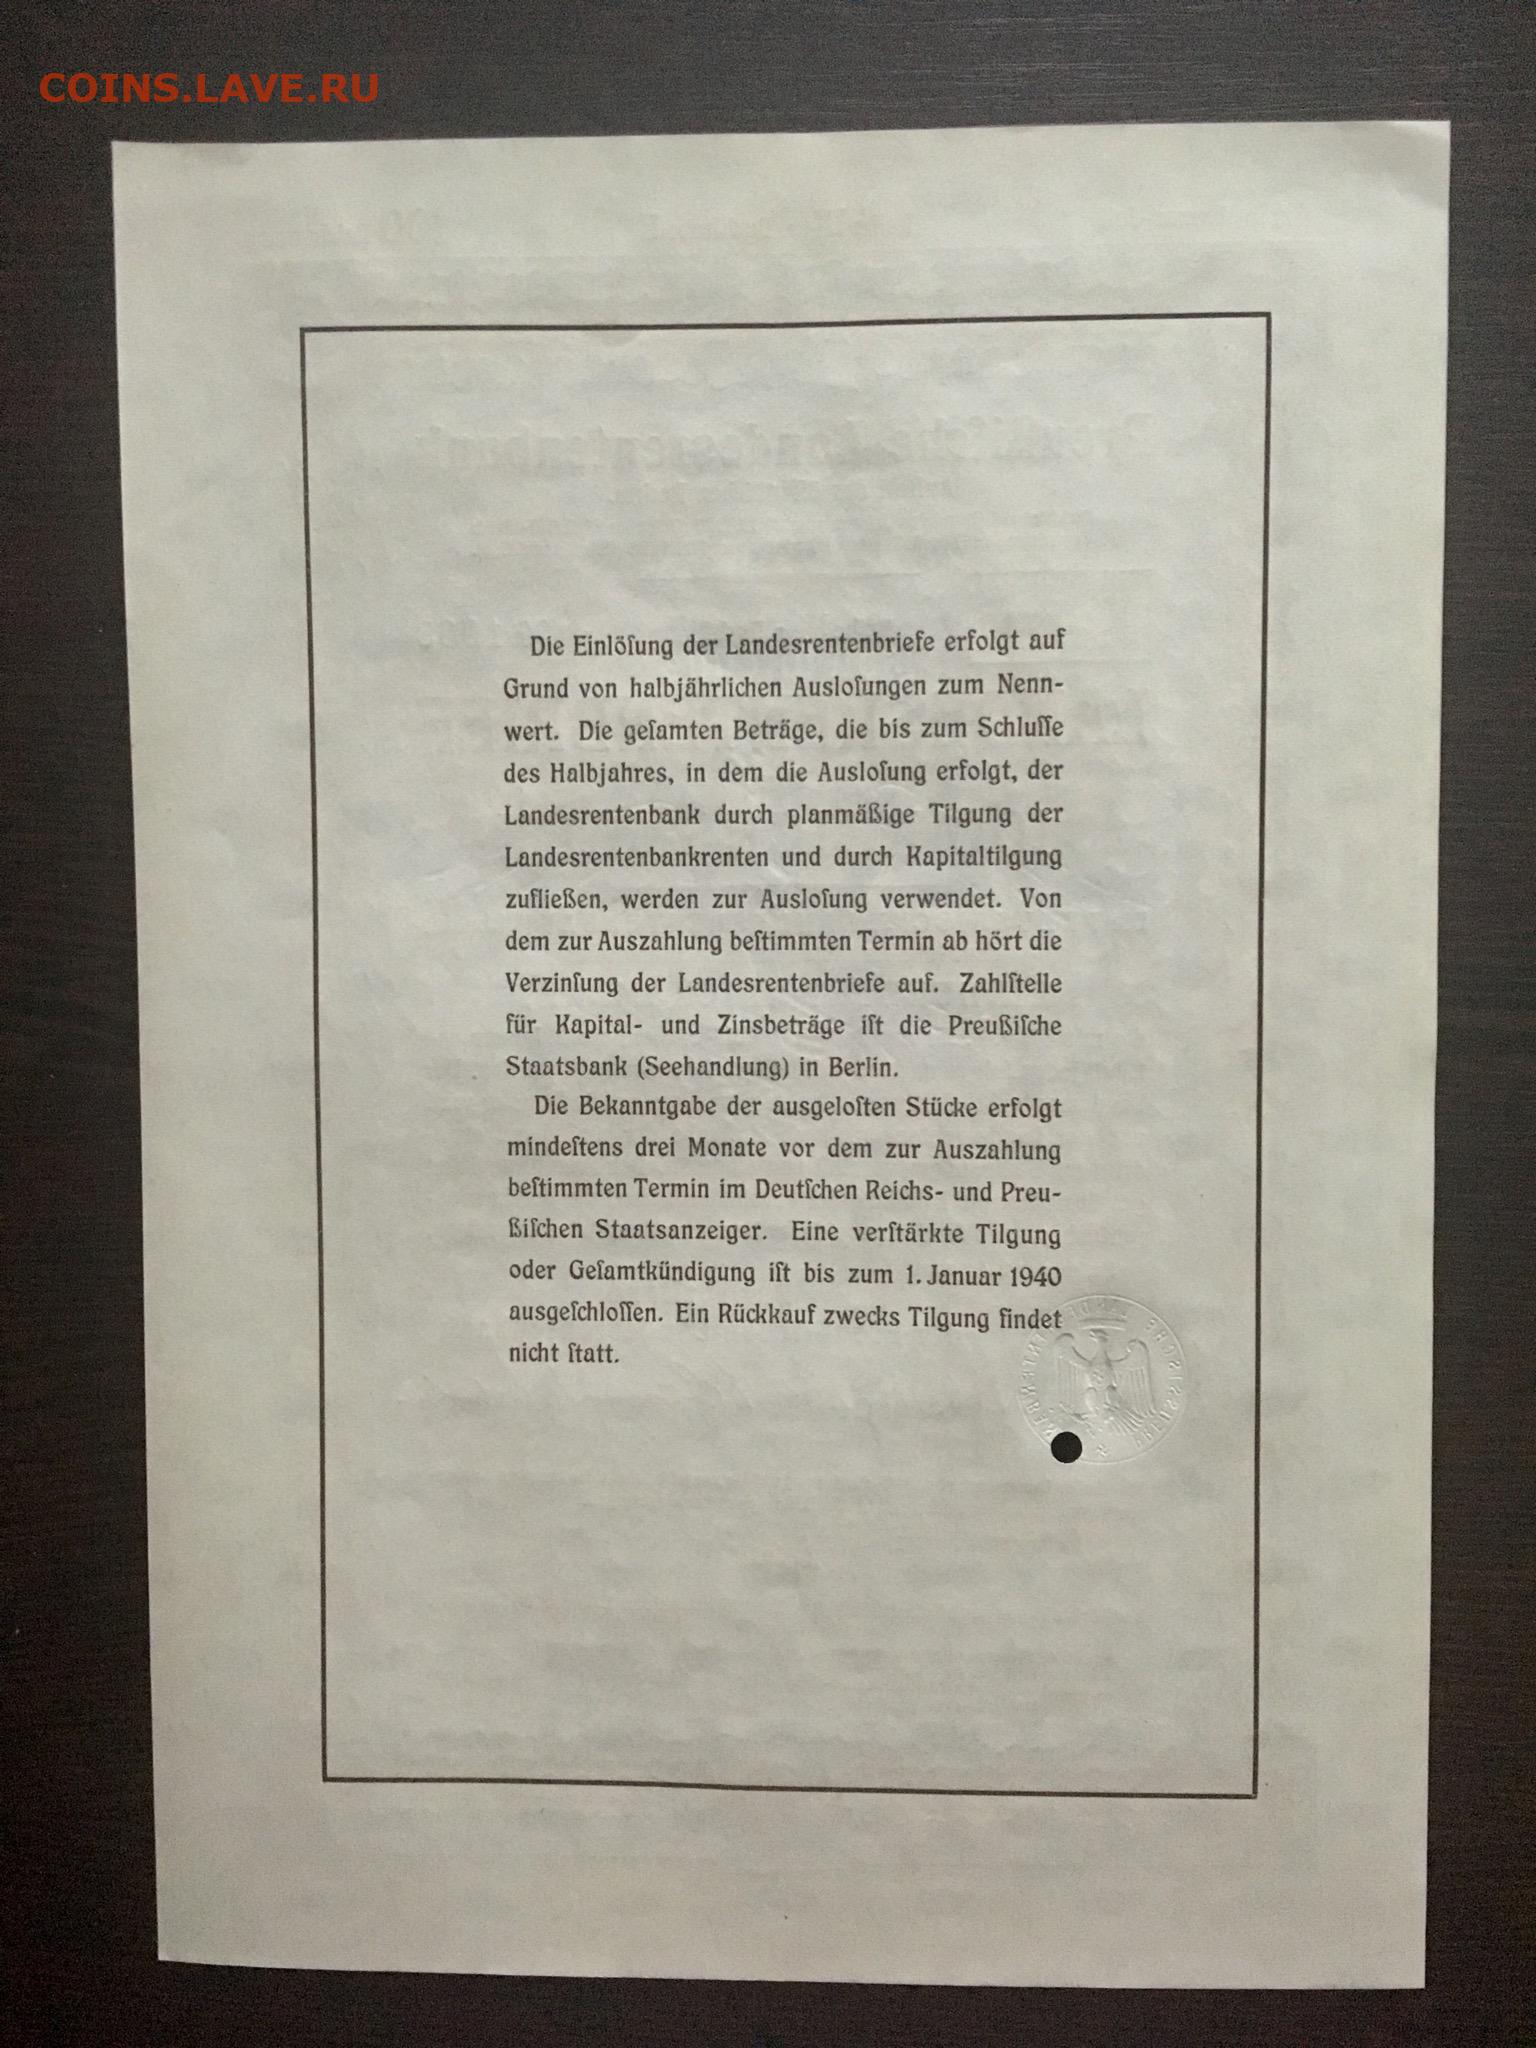 COINS.LAVE.RU
Die Einlöſung der Landesrentenbriefe erfolgt auf
Grund von halbjährlichen Ausloſungen zum Nenn-
wert. Die geſamten Beträge, die bis zum Schluſſe
des Halbjahres, in dem die Ausloſung erfolgt, der
Landesrentenbank durch planmäßige Tilgung der
Landesrentenbankrenten und durch Kapitaltilgung
zufließen, werden zur Ausloſung verwendet. Von
dem zur Auszahlung beſtimmten Termin ab hört die
Verzinſung der Landesrentenbriefe auf. Zahlſtelle
für Kapital- und Zinsbeträge iſt die Preußiſche
Staatsbank (Seehandlung) in Berlin.
Die Bekanntgabe der ausgeloſten Stücke erfolgt
mindeſtens drei Monate vor dem zur Auszahlung
beſtimmten Termin im Deutſchen Reichs- und Preu-
ßiſchen Staatsanzeiger. Eine verſtärkte Tilgung
oder Geſamtkündigung iſt bis zum 1. Januar 1940
ausgeſchloſſen. Ein Rückkauf zwecks Tilgung findet
nicht ſtatt.